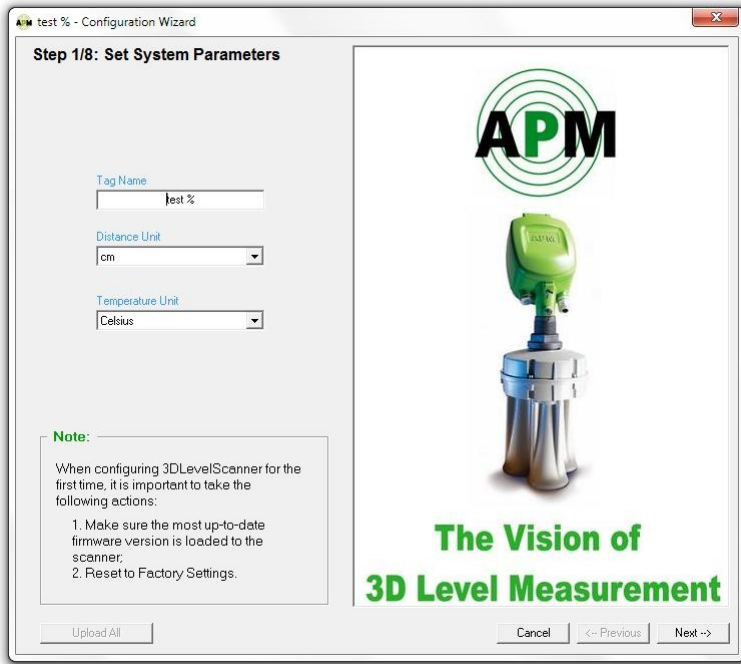 APM test % - Configuration Wizard
Step 1/8: Set System Parameters
Tag Name
test %
Distance Unit
cm
Temperature Unit
Celsius
Note:
When configuring 3DLevelScanner for the
first time, it is important to take the
following actions:
1. Make sure the most up-to-date
firmware version is loaded to the
scanner;
2. Reset to Factory Settings.
APM
APM
The Vision of
3D Level Measurement
Upload All
Cancel
<-- Previous
Next -->